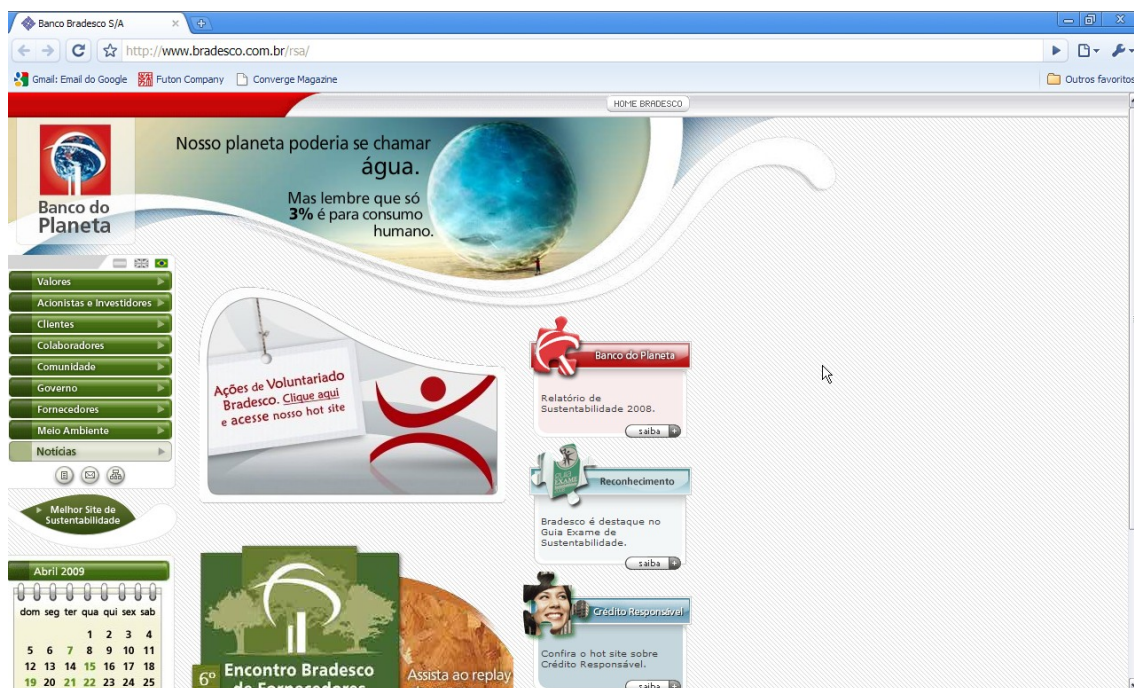 Banco Bradesco S/A
http://www.bradesco.com.br/rsa/
Gmail: Email do Google
Futon Company
Converge Magazine
Outros favoritos
HOME BRADESCO
Nosso planeta poderia se chamar
água.
Mas lembre que só
3% é para consumo
humano.
Banco do
Planeta
Valores
Acionistas e Investidores
Clientes
Colaboradores
Comunidade
Governo
Fornecedores
Meio Ambiente
Notícias
Melhor Site de
Sustentabilidade
Abril 2009
dom seg ter qua qui sex sab
1 2 3 4
5 6 7 8 9 10 11
12 13 14 15 16 17 18
19 20 21 22 23 24 25
Ações de Voluntariado
Bradesco. Clique aqui
e acesse nosso hot site
6º Encontro Bradesco
de Fornecedores
Assista ao replay
Banco do Planeta
Relatório de
Sustentabilidade 2008.
saiba +
Reconhecimento
Bradesco é destaque no
Guia Exame de
Sustentabilidade.
saiba +
Crédito Responsável
Confira o hot site sobre
Crédito Responsável.
saiba +